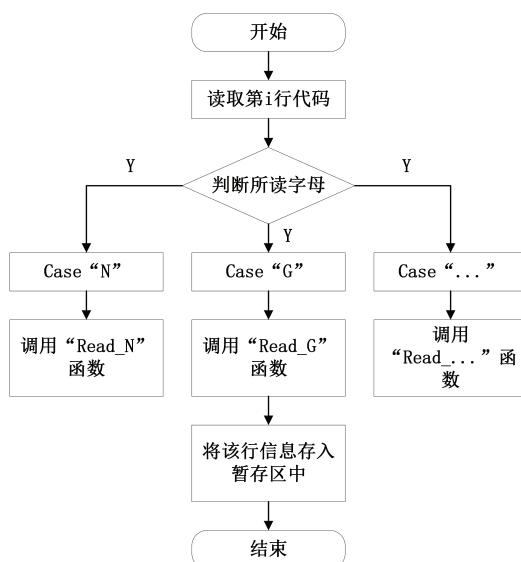 开始
读取第i行代码
判断所读字母
Y
Y
Y
Case “N”
Case “G”
Case “...”
调用“Read_N”
函数
调用“Read_G”
函数
调用
“Read_...”函
数
将该行信息存入
暂存区中
结束